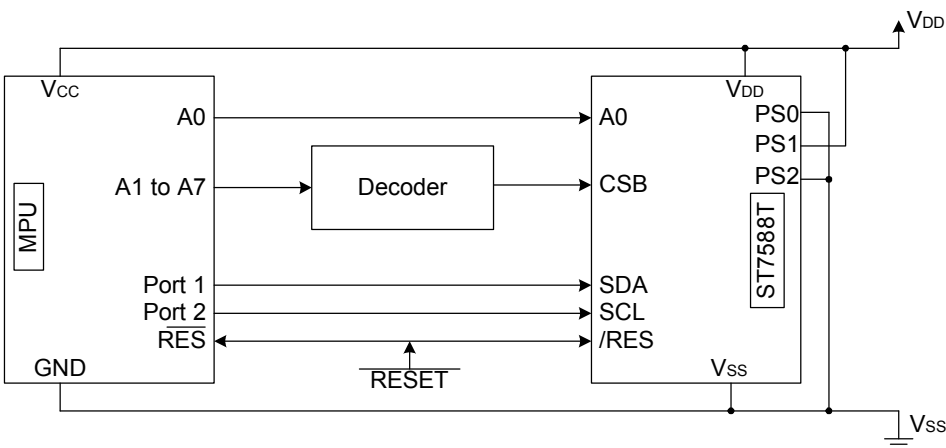 VDD
VCC
VDD
A0
A0
PS0
PS1
A1 to A7
Decoder
CSB
PS2
MPU
ST7588T
Port 1
SDA
Port 2
SCL
RES
/RES
RESET
GND
VSS
VSS